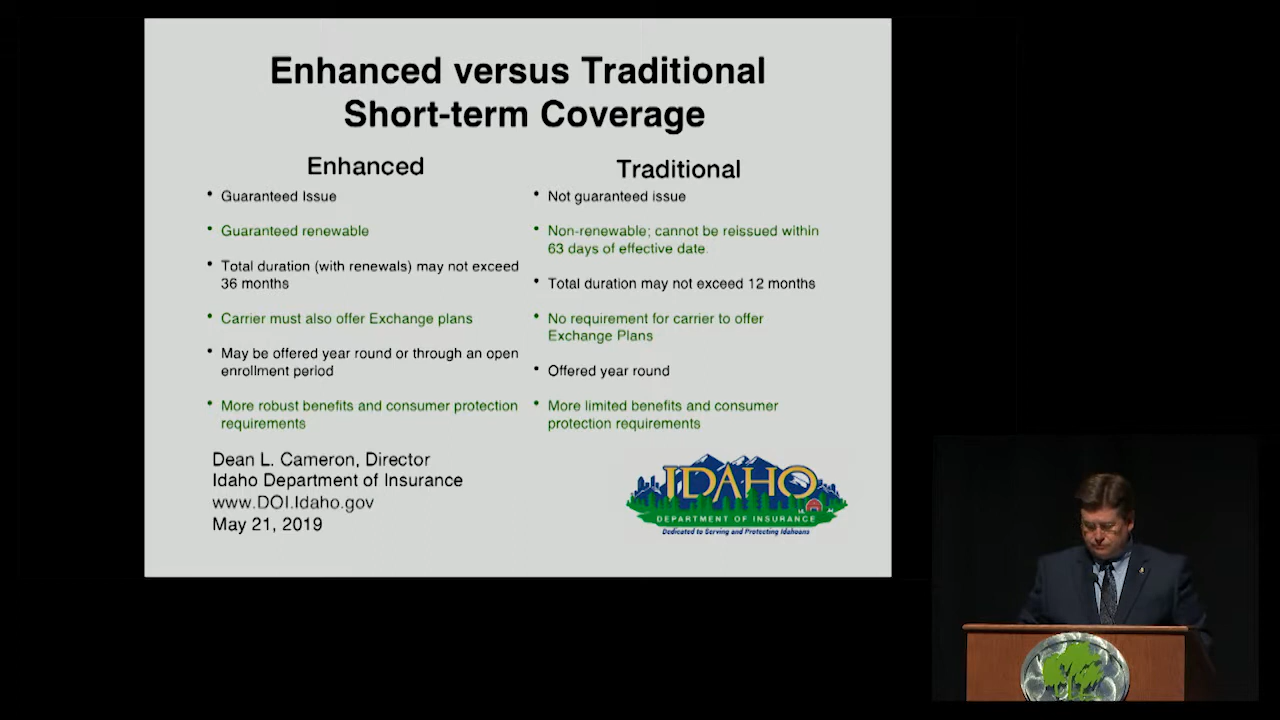 Enhanced versus Traditional
Short-term Coverage
Enhanced
• Guaranteed Issue
• Guaranteed renewable
• Total duration (with renewals) may not exceed
36 months
• Carrier must also offer Exchange plans
• May be offered year round or through an open
enrollment period
• More robust benefits and consumer protection
requirements
Traditional
• Not guaranteed issue
• Non-renewable; cannot be reissued within
63 days of effective date.
• Total duration may not exceed 12 months
• No requirement for carrier to offer
Exchange Plans
• Offered year round
• More limited benefits and consumer
protection requirements
Dean L. Cameron, Director
Idaho Department of Insurance
www.DOI.Idaho.gov
May 21, 2019
IDAHO
DEPARTMENT OF INSURANCE
Dedicated to Serving and Protecting Idahoans